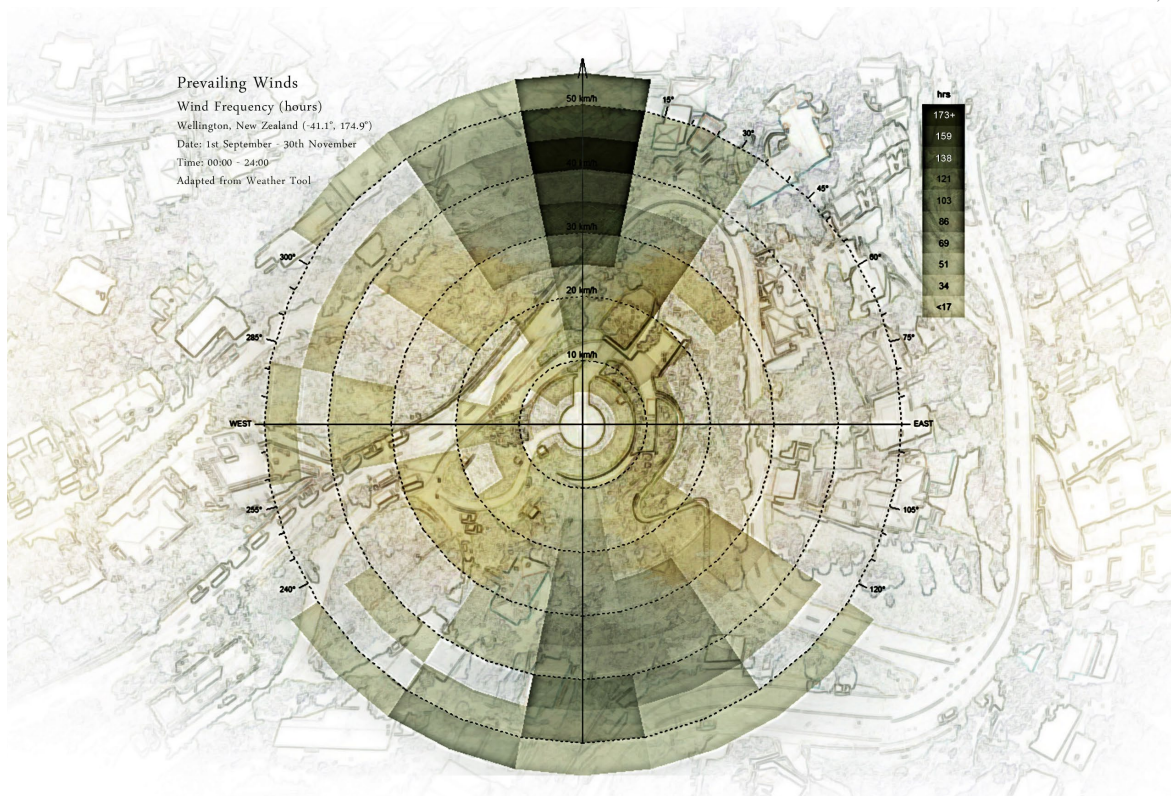 Prevailing Winds
Wind Frequency (hours)
Wellington, New Zealand (-41.1°, 174.9°)
Date: 1st September - 30th November
Time: 00:00 - 24:00
Adapted from Weather Tool
50 km/h
40 km/h
30 km/h
20 km/h
10 km/h
15°
30°
45°
60°
75°
EAST
105°
120°
240°
255°
WEST
285°
300°
hrs
173+
159
138
121
103
86
69
51
34
<17